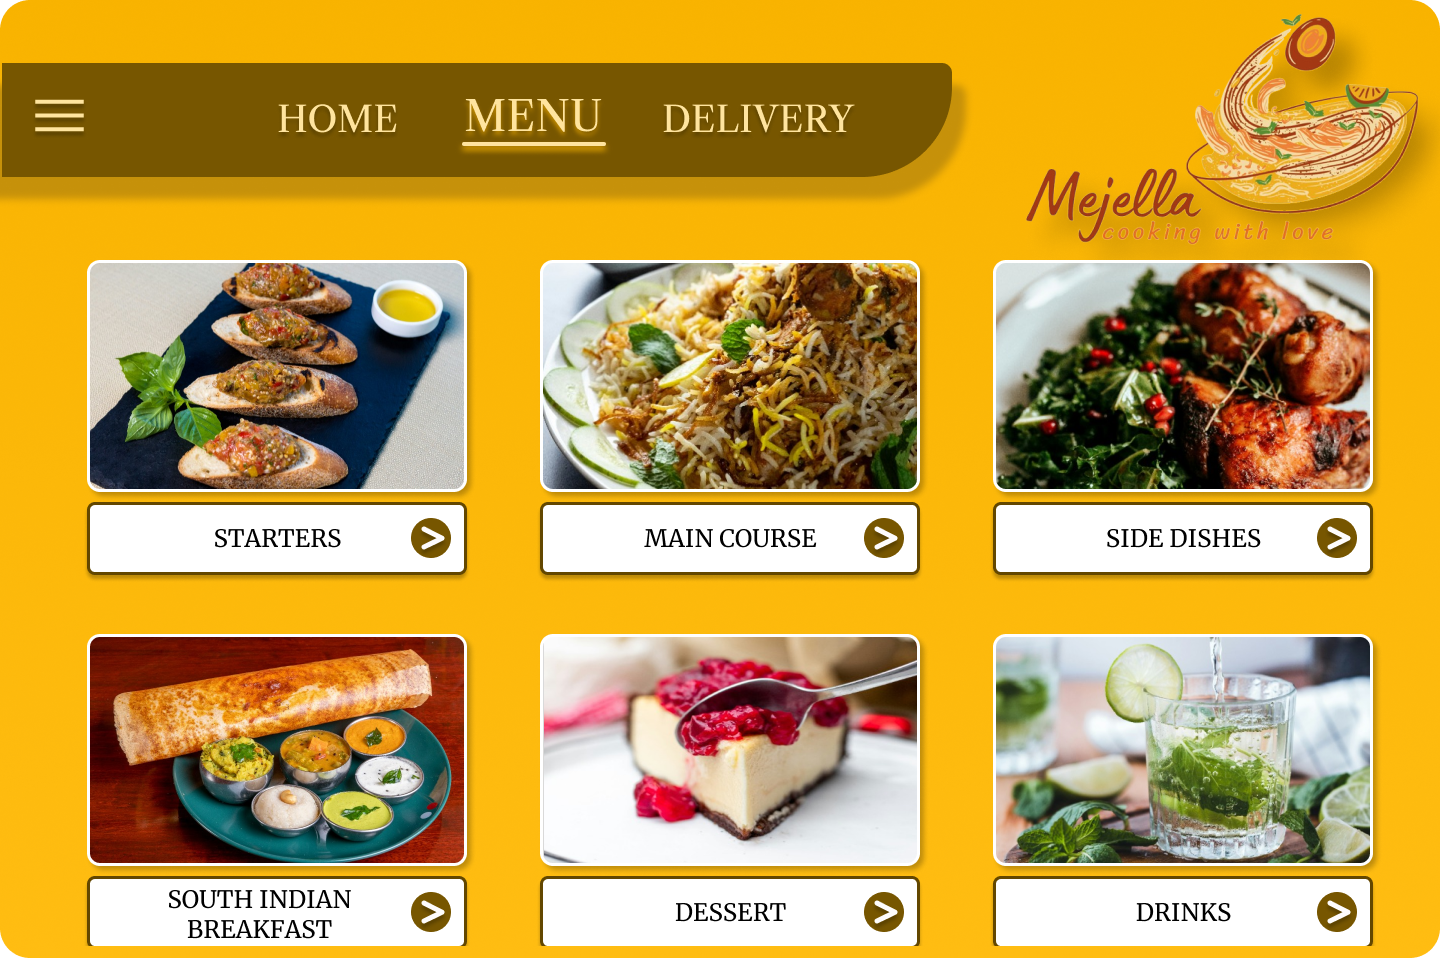 HOME MENU DELIVERY
Mejella
cooking with love
STARTERS
MAIN COURSE
SIDE DISHES
SOUTH INDIAN
BREAKFAST
DESSERT
DRINKS